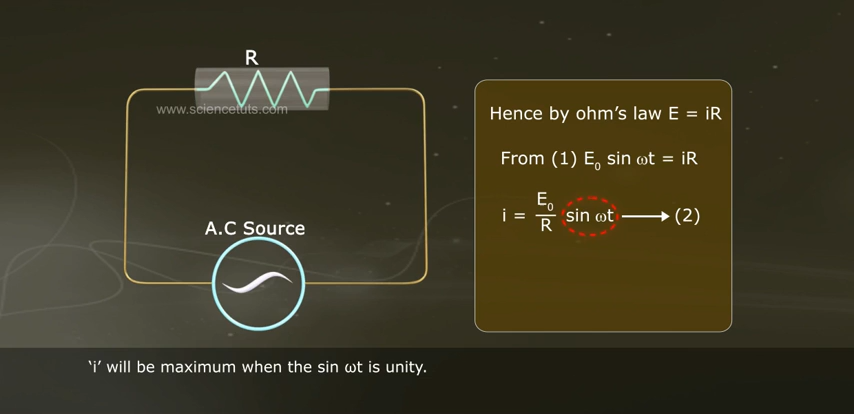 R
www.sciencetuts.com
A.C Source
Hence by ohm's law E = iR
From (1) E₀ sin ωt = iR
i = E₀/R sin ωt ⟶ (2)
‘i’ will be maximum when the sin ωt is unity.